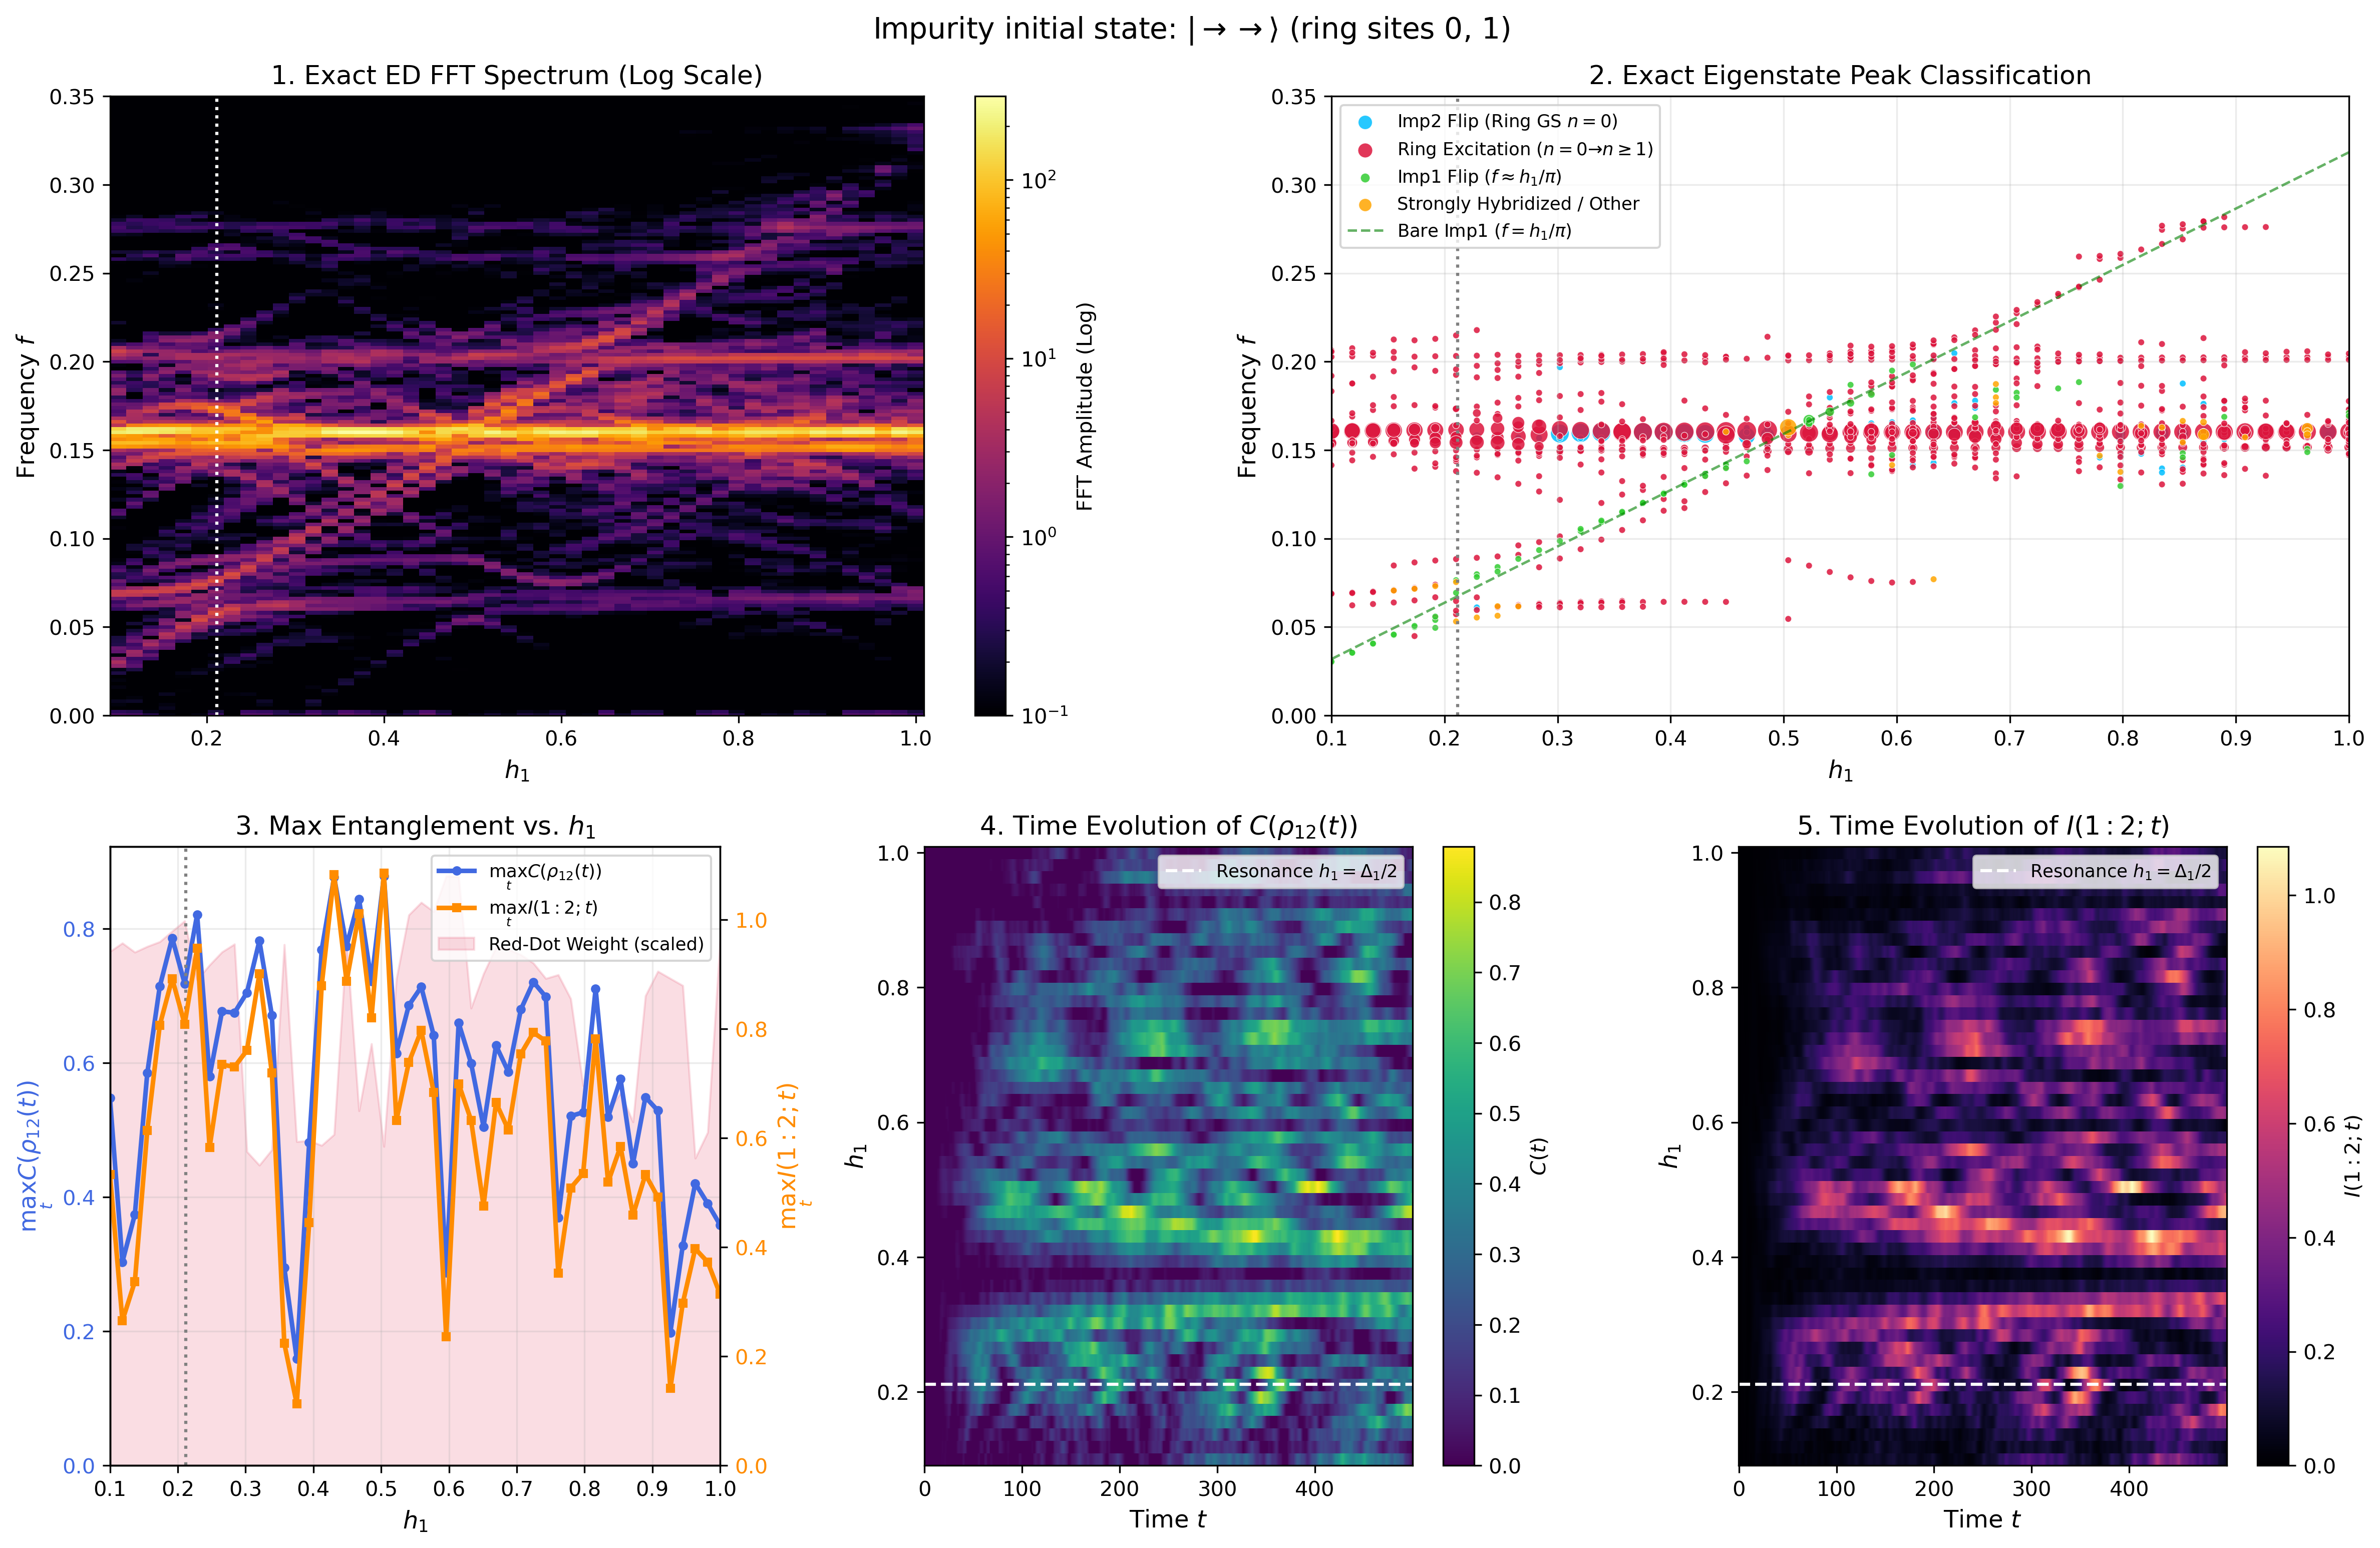 Impurity initial state: |→→⟩ (ring sites 0, 1)
1. Exact ED FFT Spectrum (Log Scale)
0.35
0.30
0.25
0.20
0.15
0.10
0.05
0.00
Frequency f
0.2
0.4
0.6
0.8
1.0
h₁
10²
10¹
10⁰
10⁻¹
FFT Amplitude (Log)
2. Exact Eigenstate Peak Classification
Imp2 Flip (Ring GS n = 0)
Ring Excitation (n = 0→n ≥ 1)
Imp1 Flip (f ≈ h₁/π)
Strongly Hybridized / Other
Bare Imp1 (f = h₁/π)
0.35
0.30
0.25
0.20
0.15
0.10
0.05
0.00
Frequency f
0.1
0.2
0.3
0.4
0.5
0.6
0.7
0.8
0.9
1.0
h₁
3. Max Entanglement vs. h₁
max C(ρ₁₂(t))
t
max I(1 : 2; t)
t
Red-Dot Weight (scaled)
0.8
0.6
0.4
0.2
0.0
max C(ρ₁₂(t))
t
1.0
0.8
0.6
0.4
0.2
0.0
max I(1 : 2; t)
t
0.1
0.2
0.3
0.4
0.5
0.6
0.7
0.8
0.9
1.0
h₁
4. Time Evolution of C(ρ₁₂(t))
Resonance h₁ = Δ₁/2
1.0
0.8
0.6
0.4
0.2
h₁
0
100
200
300
400
Time t
0.8
0.7
0.6
0.5
0.4
0.3
0.2
0.1
0.0
C(t)
5. Time Evolution of I(1 : 2; t)
Resonance h₁ = Δ₁/2
1.0
0.8
0.6
0.4
0.2
h₁
0
100
200
300
400
Time t
1.0
0.8
0.6
0.4
0.2
0.0
I(1 : 2; t)